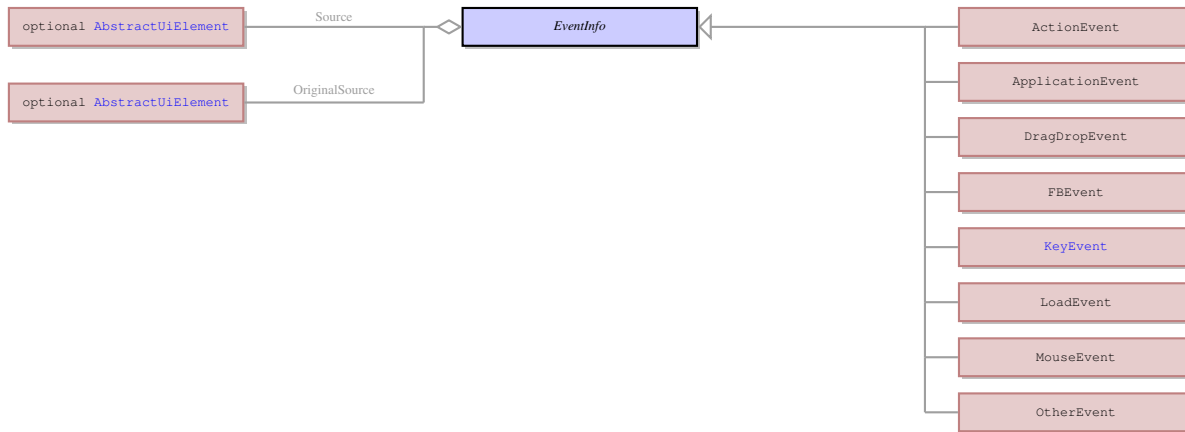 optional AbstractUiElement
Source
EventInfo
optional AbstractUiElement
OriginalSource
ActionEvent
ApplicationEvent
DragDropEvent
FBEvent
KeyEvent
LoadEvent
MouseEvent
OtherEvent